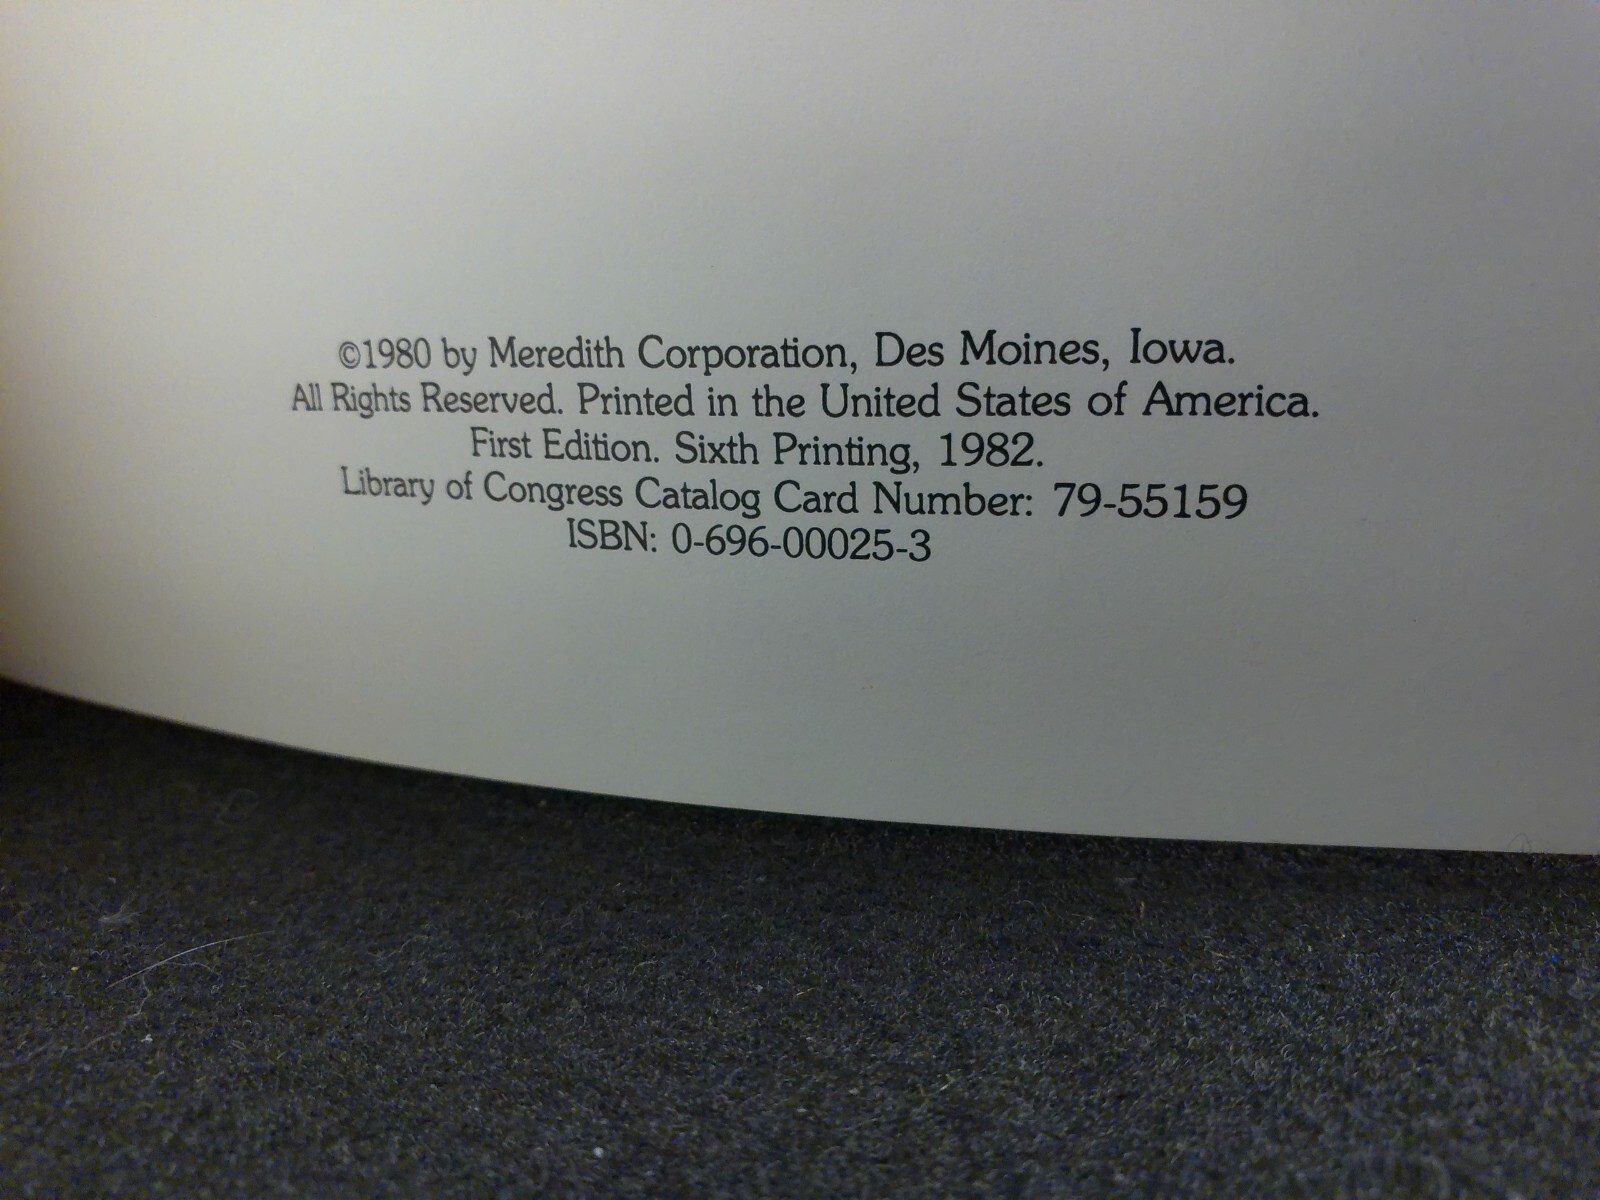 ©1980 by Meredith Corporation, Des Moines, Iowa.
All Rights Reserved. Printed in the United States of America.
First Edition. Sixth Printing, 1982.
Library of Congress Catalog Card Number: 79-55159
ISBN: 0-696-00025-3